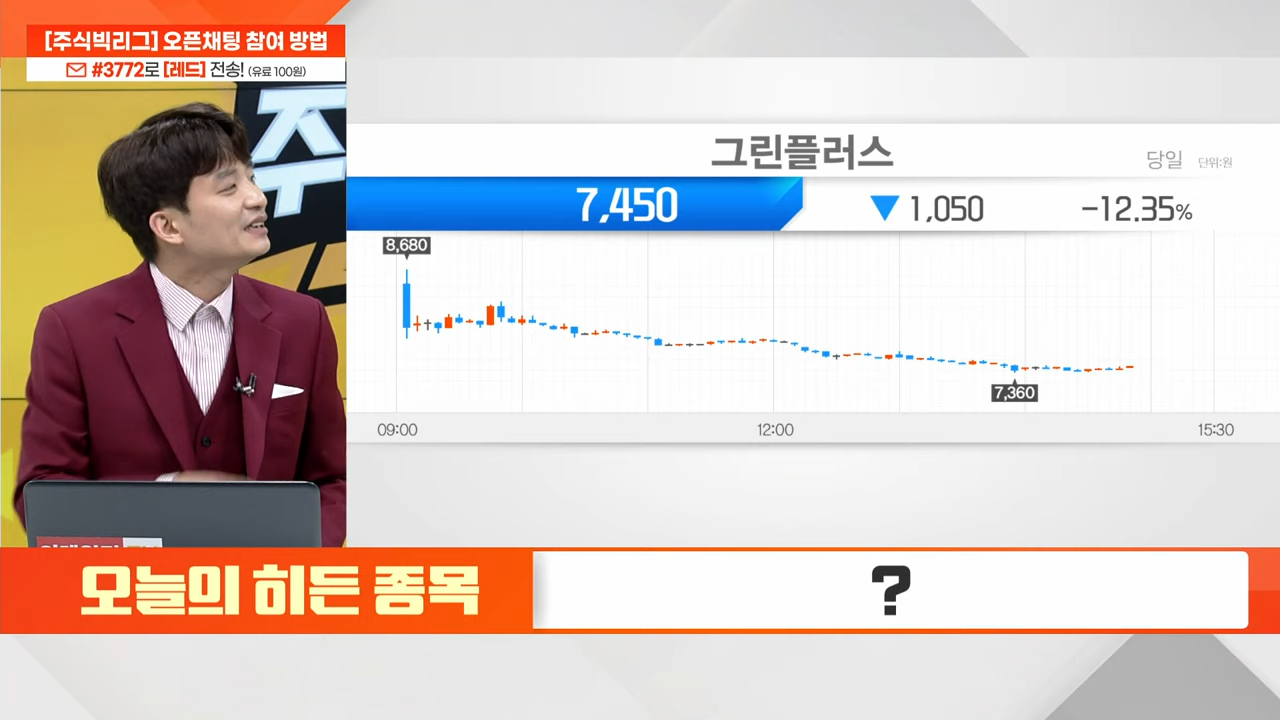 [주식빅리그] 오픈채팅 참여 방법
#3772로 [레드] 전송! (유료 100원)
주
그린플러스
당일 단위:원
7,450 ▼ 1,050 -12.35%
8,680
7,360
09:00 12:00 15:30
오늘의 히든 종목 ?